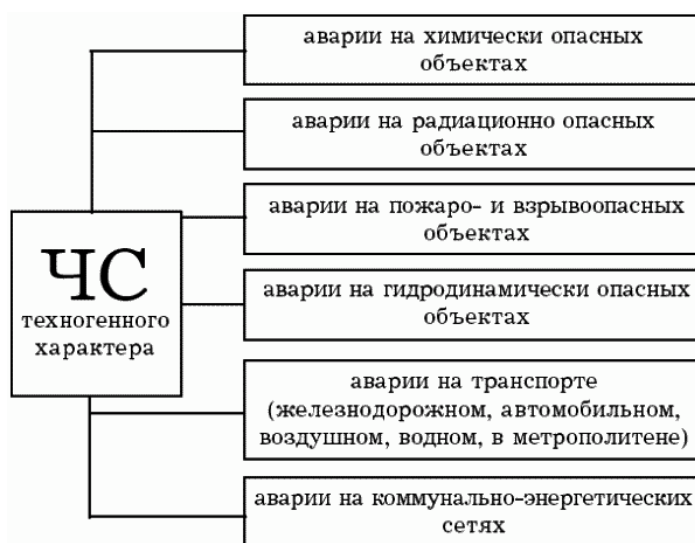 аварии на химически опасных
объектах
аварии на радиационно опасных
объектах
аварии на пожаро- и взрывоопасных
объектах
ЧС
техногенного
характера
аварии на гидродинамически опасных
объектах
аварии на транспорте
(железнодорожном, автомобильном,
воздушном, водном, в метрополитене)
аварии на коммунально-энергетических
сетях